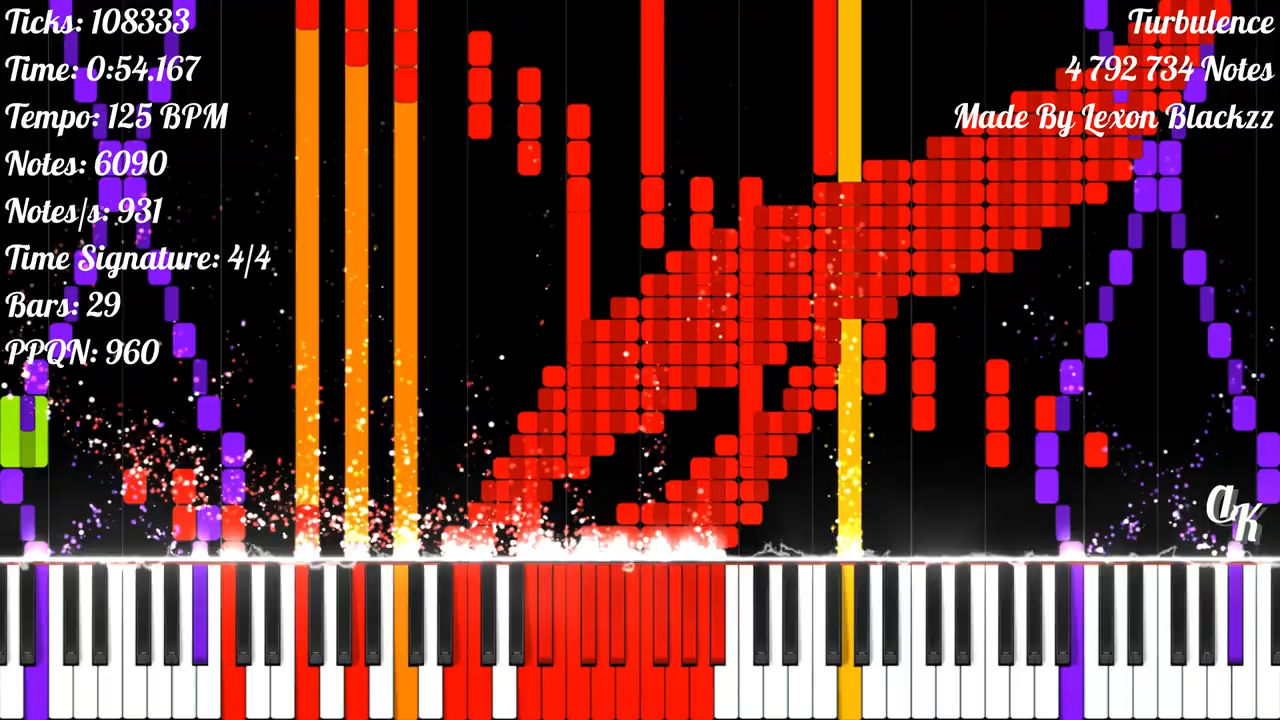 Ticks: 108333
Time: 0:54.167
Tempo: 125 BPM
Notes: 6090
Notes/s: 931
Time Signature: 4/4
Bars: 29
PPQN: 960
Turbulence
4 792 734 Notes
Made By Lexon Blackzz
aK